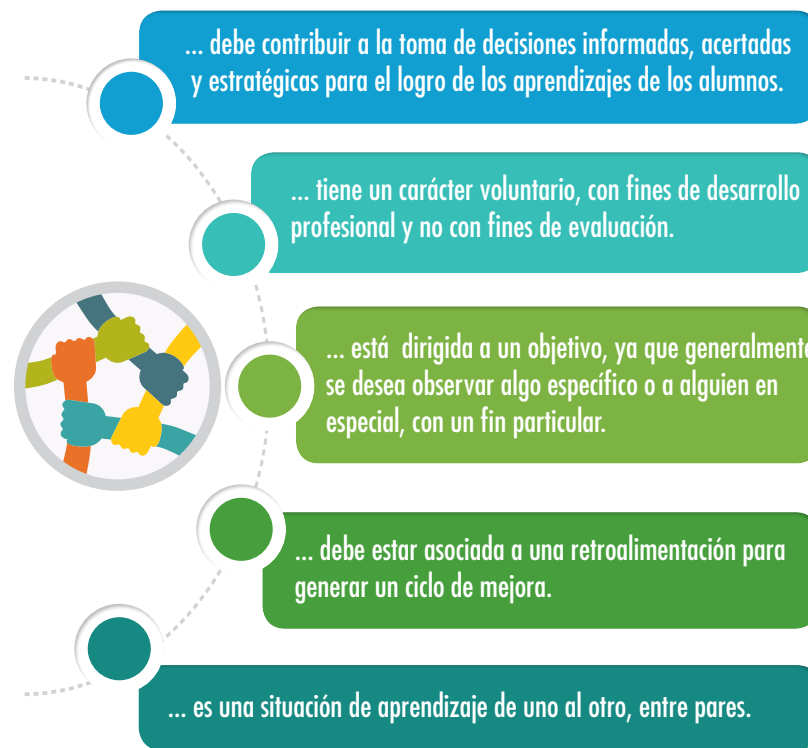 ... debe contribuir a la toma de decisiones informadas, acertadas
y estratégicas para el logro de los aprendizajes de los alumnos.
... tiene un carácter voluntario, con fines de desarrollo
profesional y no con fines de evaluación.
... está dirigida a un objetivo, ya que generalmente
se desea observar algo específico o a alguien en
especial, con un fin particular.
... debe estar asociada a una retroalimentación para
generar un ciclo de mejora.
... es una situación de aprendizaje de uno al otro, entre pares.